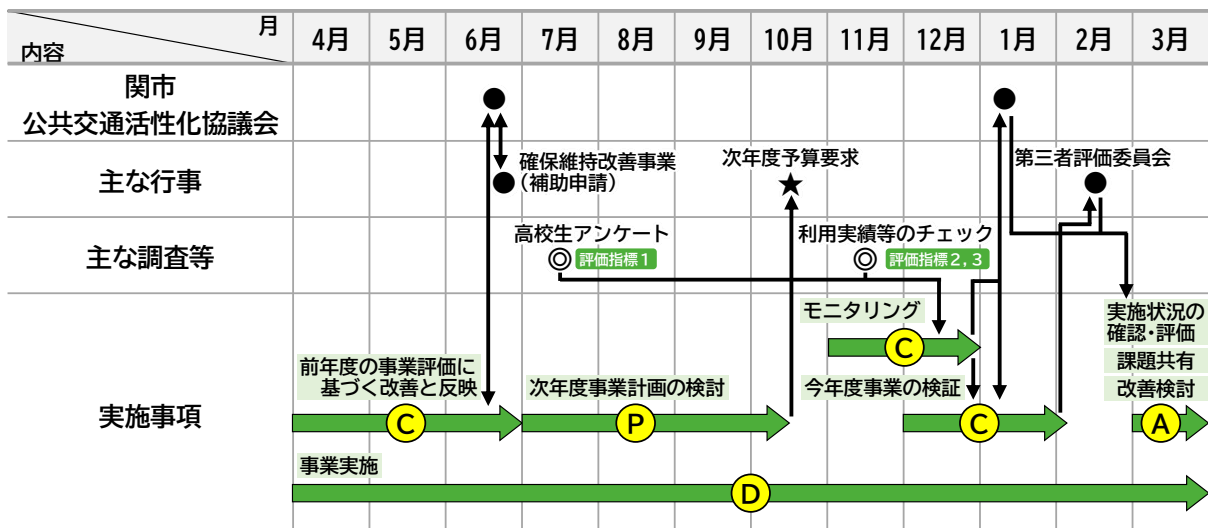 月
内容
4月 5月 6月 7月 8月 9月 10月 11月 12月 1月 2月 3月
関市
公共交通活性化協議会
主な行事
確保維持改善事業
(補助申請)
次年度予算要求
第三者評価委員会
主な調査等
高校生アンケート
評価指標1
利用実績等のチェック
評価指標2,3
実施事項
モニタリング
C
実施状況の
確認・評価
課題共有
改善検討
前年度の事業評価に
基づく改善と反映
C
次年度事業計画の検討
P
今年度事業の検証
C
A
事業実施
D